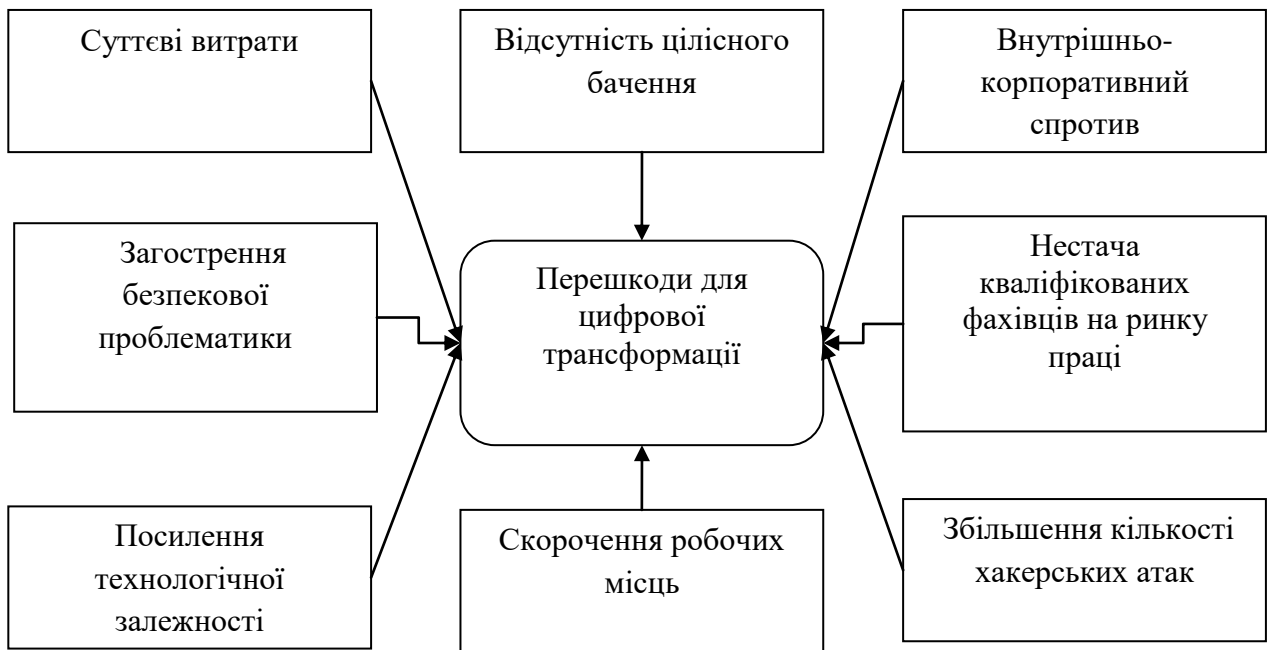 Суттєві витрати
Відсутність цілісного
бачення
Внутрішньо-
корпоративний
спротив
Загострення
безпекової
проблематики
Перешкоди для
цифрової
трансформації
Нестача
кваліфікованих
фахівців на ринку
праці
Посилення
технологічної
залежності
Скорочення робочих
місць
Збільшення кількості
хакерських атак